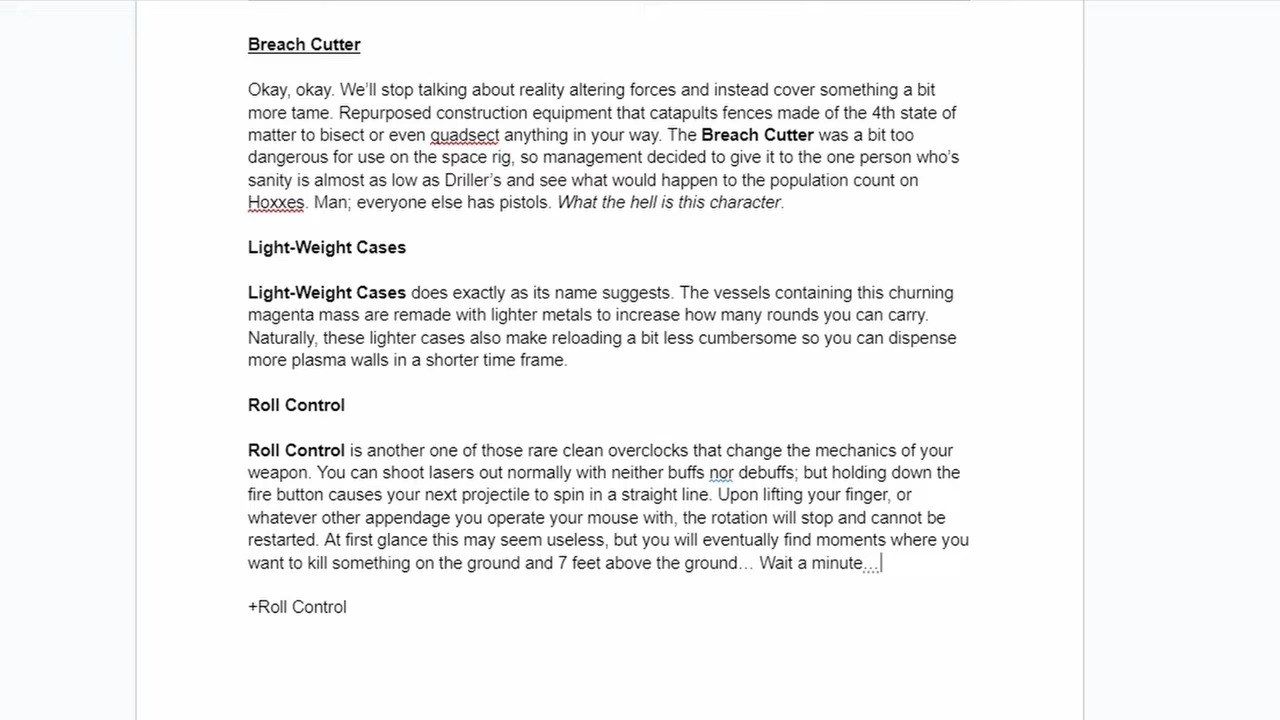 Breach Cutter
Okay, okay. We'll stop talking about reality altering forces and instead cover something a bit
more tame. Repurposed construction equipment that catapults fences made of the 4th state of
matter to bisect or even quadsect anything in your way. The Breach Cutter was a bit too
dangerous for use on the space rig, so management decided to give it to the one person who's
sanity is almost as low as Driller's and see what would happen to the population count on
Hoxxes. Man; everyone else has pistols. What the hell is this character.
Light-Weight Cases
Light-Weight Cases does exactly as its name suggests. The vessels containing this churning
magenta mass are remade with lighter metals to increase how many rounds you can carry.
Naturally, these lighter cases also make reloading a bit less cumbersome so you can dispense
more plasma walls in a shorter time frame.
Roll Control
Roll Control is another one of those rare clean overclocks that change the mechanics of your
weapon. You can shoot lasers out normally with neither buffs nor debuffs; but holding down the
fire button causes your next projectile to spin in a straight line. Upon lifting your finger, or
whatever other appendage you operate your mouse with, the rotation will stop and cannot be
restarted. At first glance this may seem useless, but you will eventually find moments where you
want to kill something on the ground and 7 feet above the ground… Wait a minute…
+Roll Control